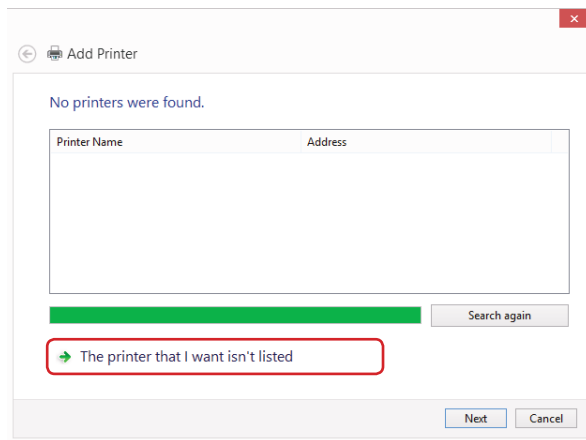 Add Printer
No printers were found.
Printer Name Address
Search again
The printer that I want isn't listed
Next Cancel